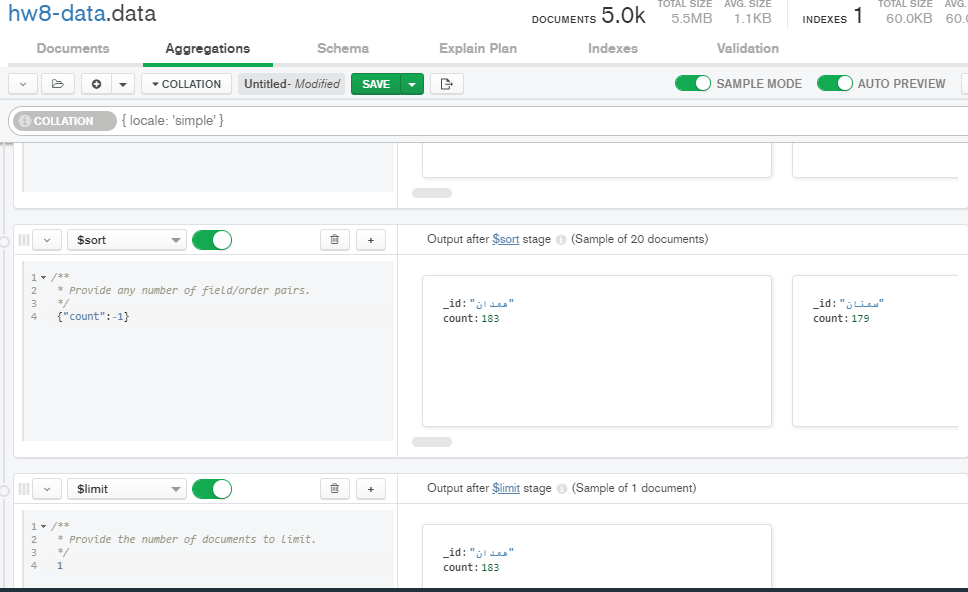 hw8-data.data
DOCUMENTS 5.0k TOTAL SIZE 5.5MB AVG. SIZE 1.1KB INDEXES 1 TOTAL SIZE 60.0KB AVG. 60.0
Documents Aggregations Schema Explain Plan Indexes Validation
COLLATION Untitled- Modified SAVE SAMPLE MODE AUTO PREVIEW
COLLATION { locale: 'simple' }
$sort
Output after $sort stage (Sample of 20 documents)
1 /**
2 * Provide any number of field/order pairs.
3 */
4 {"count":-1}
_id:"همدان"
count:183
_id:"سمنان"
count:179
$limit
Output after $limit stage (Sample of 1 document)
1 /**
2 * Provide the number of documents to limit.
3 */
4 1
_id:"همدان"
count:183